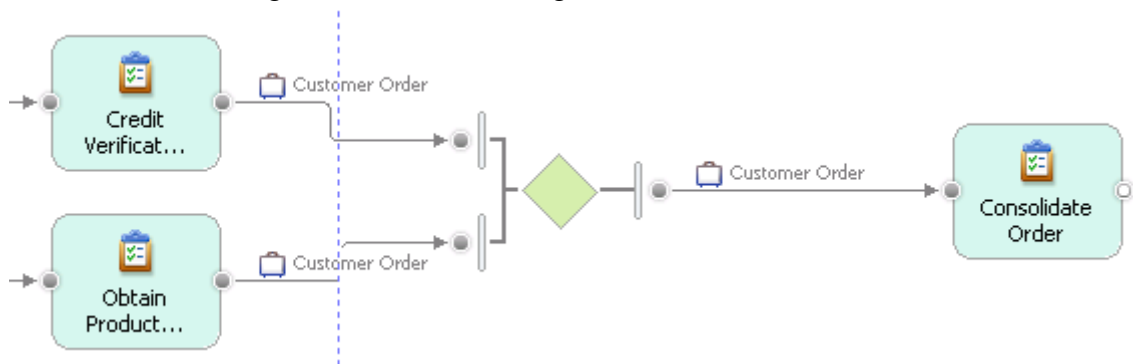 Customer Order
Credit
Verificat...
Customer Order
Consolidate
Order
Customer Order
Obtain
Product...